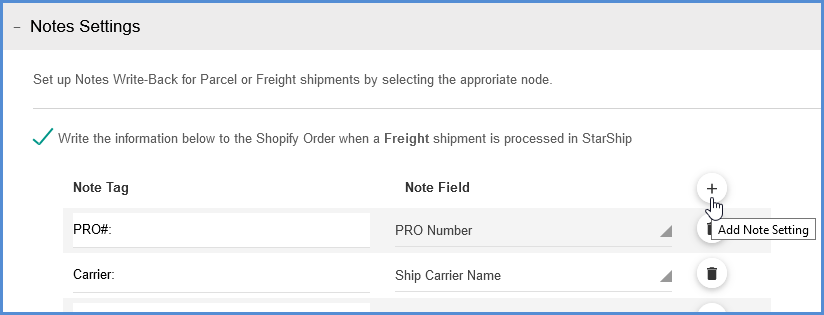 − Notes Settings
Set up Notes Write-Back for Parcel or Freight shipments by selecting the approriate node.
Write the information below to the Shopify Order when a Freight shipment is processed in StarShip
Note Tag Note Field +
PRO#: PRO Number
Add Note Setting
Carrier: Ship Carrier Name